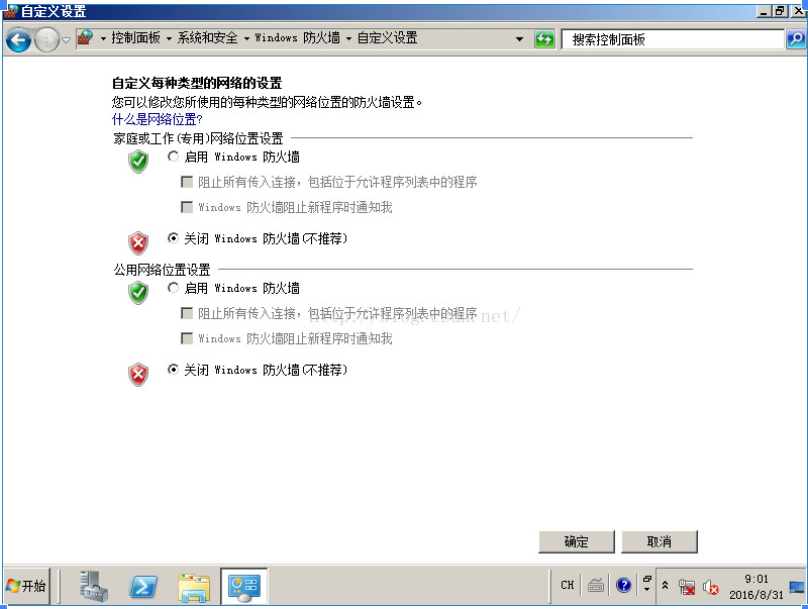 自定义设置
控制面板 系统和安全 Windows 防火墙 自定义设置
搜索控制面板
自定义每种类型的网络的设置
您可以修改您所使用的每种类型的网络位置的防火墙设置。
什么是网络位置?
家庭或工作(专用)网络位置设置
启用 Windows 防火墙
阻止所有传入连接，包括位于允许程序列表中的程序
Windows 防火墙阻止新程序时通知我
关闭 Windows 防火墙(不推荐)
公用网络位置设置
启用 Windows 防火墙
阻止所有传入连接，包括位于允许程序列表中的程序
http://blog.csdn.net/
Windows 防火墙阻止新程序时通知我
关闭 Windows 防火墙(不推荐)
确定 取消
开始
CH
9:01
2016/8/31